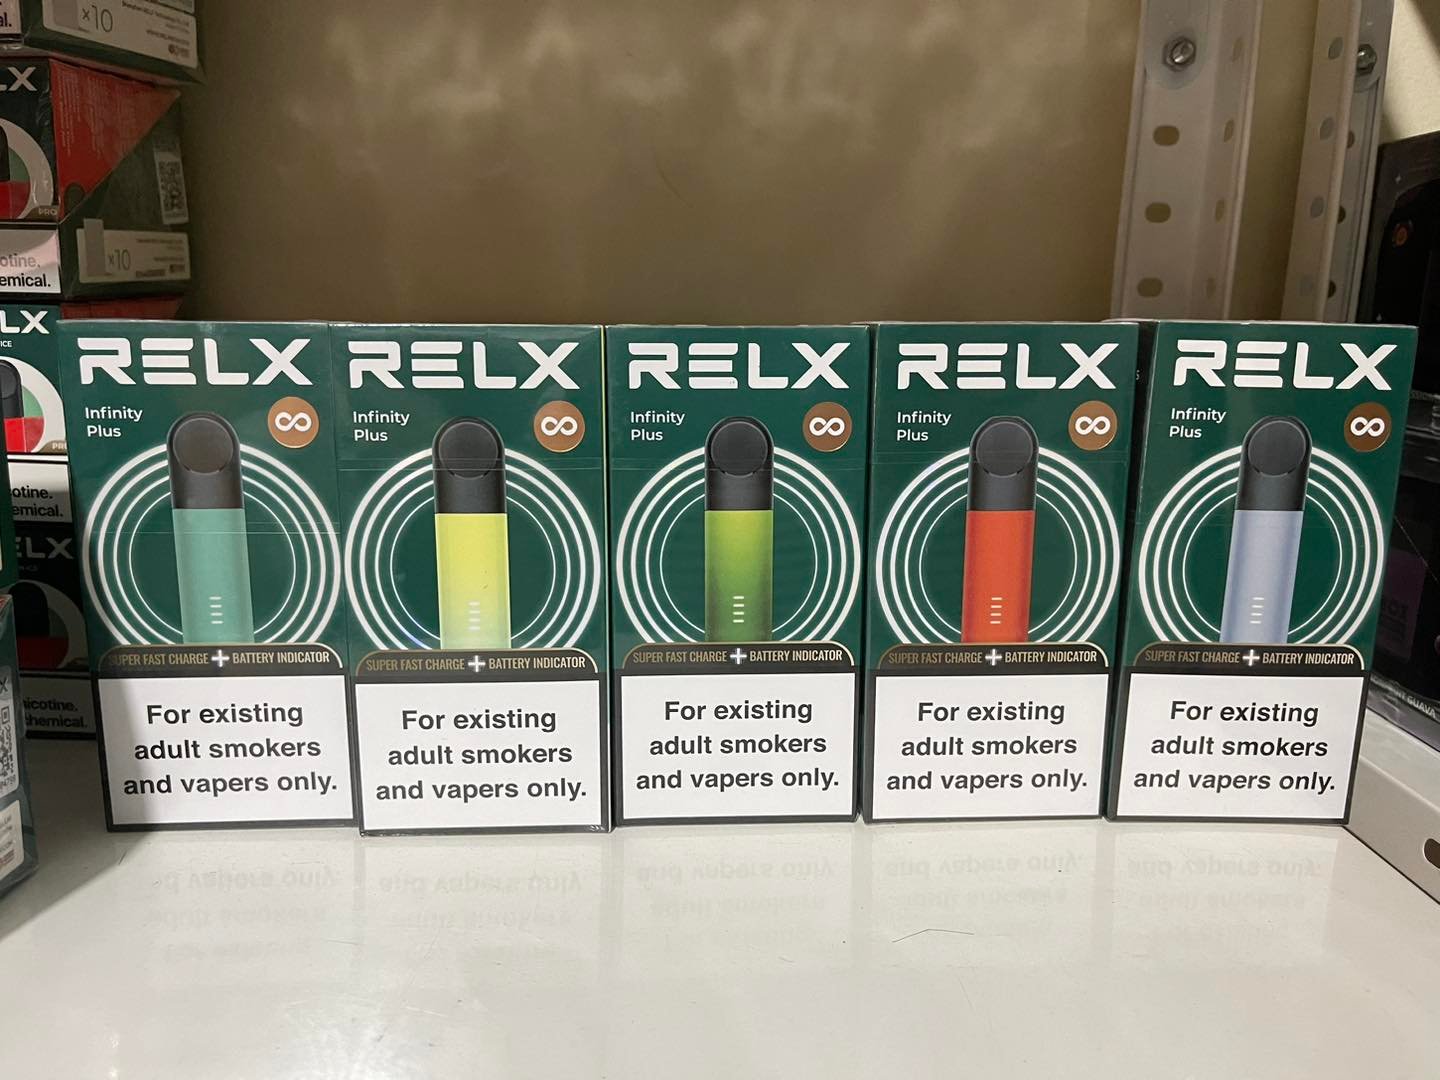 x10
x10
RELX
Infinity
Plus
SUPER FAST CHARGE + BATTERY INDICATOR
For existing
adult smokers
and vapers only.
RELX
Infinity
Plus
SUPER FAST CHARGE + BATTERY INDICATOR
For existing
adult smokers
and vapers only.
RELX
Infinity
Plus
SUPER FAST CHARGE + BATTERY INDICATOR
For existing
adult smokers
and vapers only.
RELX
Infinity
Plus
SUPER FAST CHARGE + BATTERY INDICATOR
For existing
adult smokers
and vapers only.
RELX
Infinity
Plus
SUPER FAST CHARGE + BATTERY INDICATOR
For existing
adult smokers
and vapers only.
GUAVA